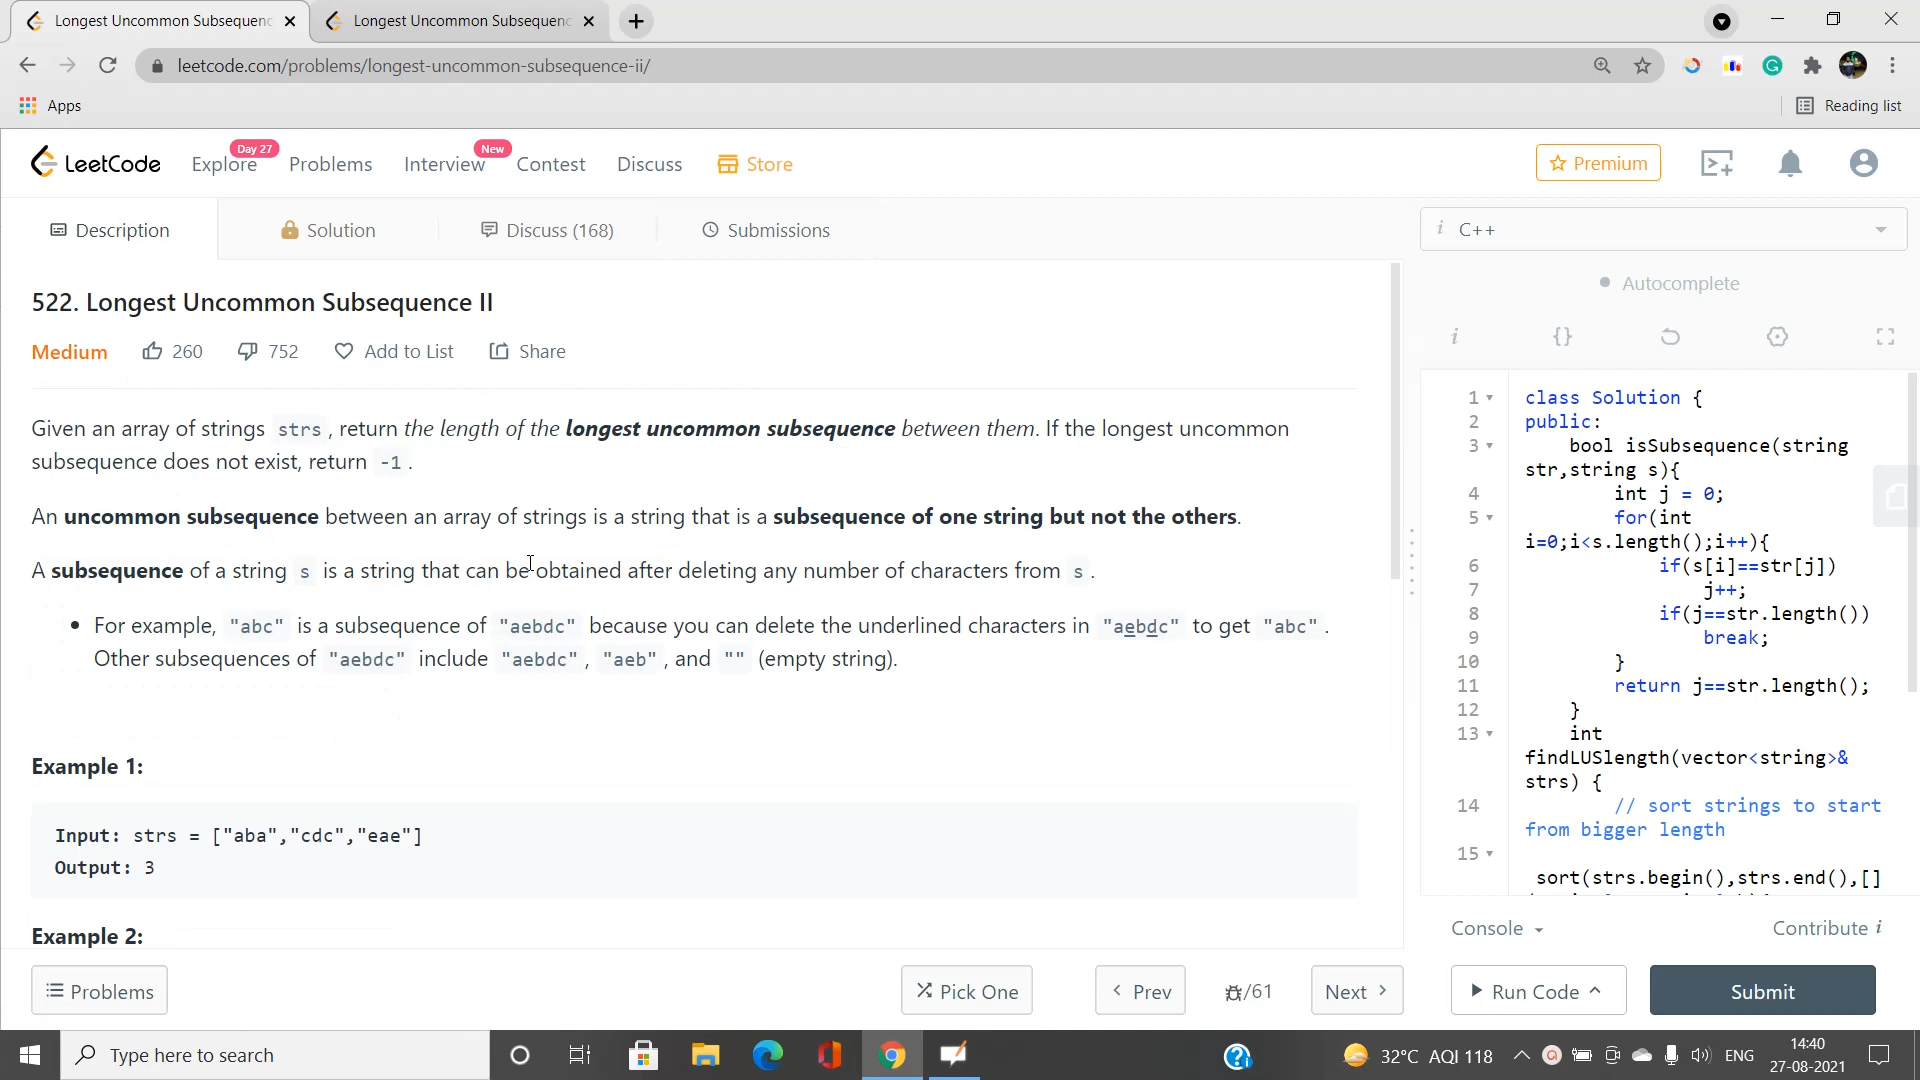 Longest Uncommon Subsequenc
Longest Uncommon Subsequenc
leetcode.com/problems/longest-uncommon-subsequence-ii/
Apps
Reading list
LeetCode
Explore
Day 27
Problems
Interview
New
Contest
Discuss
Store
Premium
Description
Solution
Discuss (168)
Submissions
C++
Autocomplete
522. Longest Uncommon Subsequence II
Medium
260
752
Add to List
Share
Given an array of strings strs , return the length of the longest uncommon subsequence between them. If the longest uncommon
subsequence does not exist, return -1 .
An uncommon subsequence between an array of strings is a string that is a subsequence of one string but not the others.
A subsequence of a string s is a string that can be obtained after deleting any number of characters from s .
• For example, "abc" is a subsequence of "aebdc" because you can delete the underlined characters in "aebdc" to get "abc" .
Other subsequences of "aebdc" include "aebdc" , "aeb" , and "" (empty string).
Example 1:
Input: strs = ["aba","cdc","eae"]
Output: 3
Example 2:
1 class Solution {
2 public:
3 bool isSubsequence(string
str,string s){
4 int j = 0;
5 for(int
i=0;i<s.length();i++){
6 if(s[i]==str[j])
7 j++;
8 if(j==str.length())
9 break;
10 }
11 return j==str.length();
12 }
13 int
findLUSlength(vector<string>&
strs) {
14 // sort strings to start
from bigger length
15
sort(strs.begin(),strs.end(),[]
Console
Contribute i
Problems
Pick One
Prev
/61
Next
Run Code
Submit
Type here to search
32°C AQI 118
ENG
14:40
27-08-2021